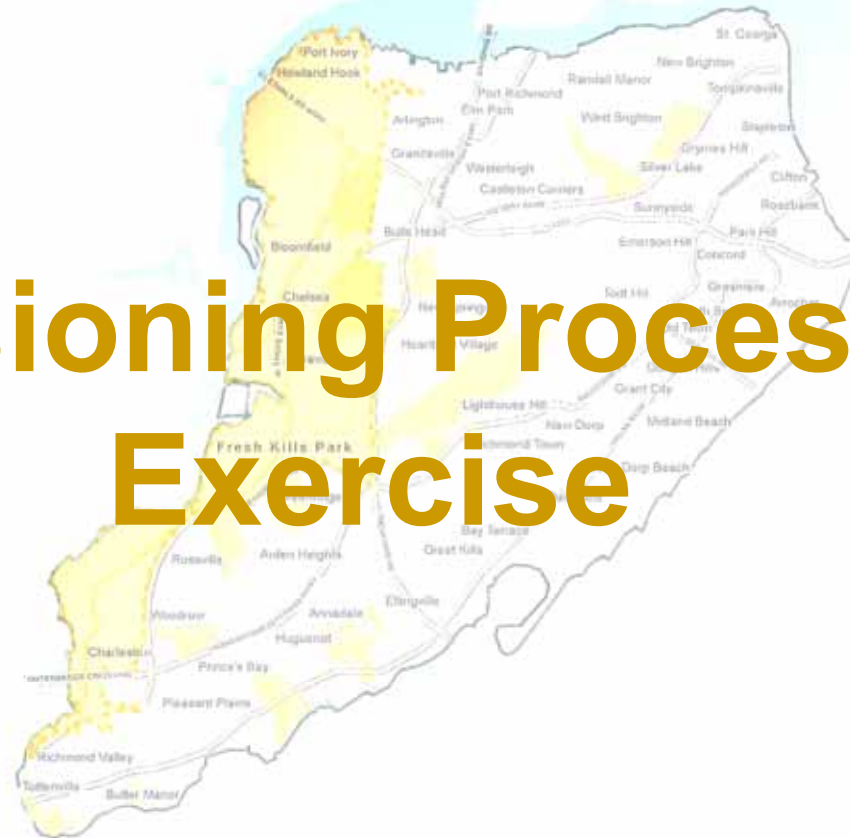 St. George
Port Ivory
New Brighton
Howland Hook
Randall Manor
Port Richmond
Tompkinsville
Elm Park
Arlington
West Brighton
Stapleton
Graniteville
Grymes Hill
Westerleigh
Silver Lake
Castleton Corners
Clifton
Sunnyside
Rosebank
Bulls Head
Park Hill
Emerson Hill
Bloomfield
Concord
Todt Hill
Grasmere
Chelsea
ioning Proces
Heartland Village
Grant City
Lighthouse Hill
New Dorp
Midland Beach
Fresh Kills Park
Richmond Town
Exercise
Dorp Beach
Bay Terrace
Great Kills
Rossville
Arden Heights
Eltingville
Woodrow
Annadale
Huguenot
Charleston
Prince's Bay
Pleasant Plains
Richmond Valley
Tottenville
Butler Manor